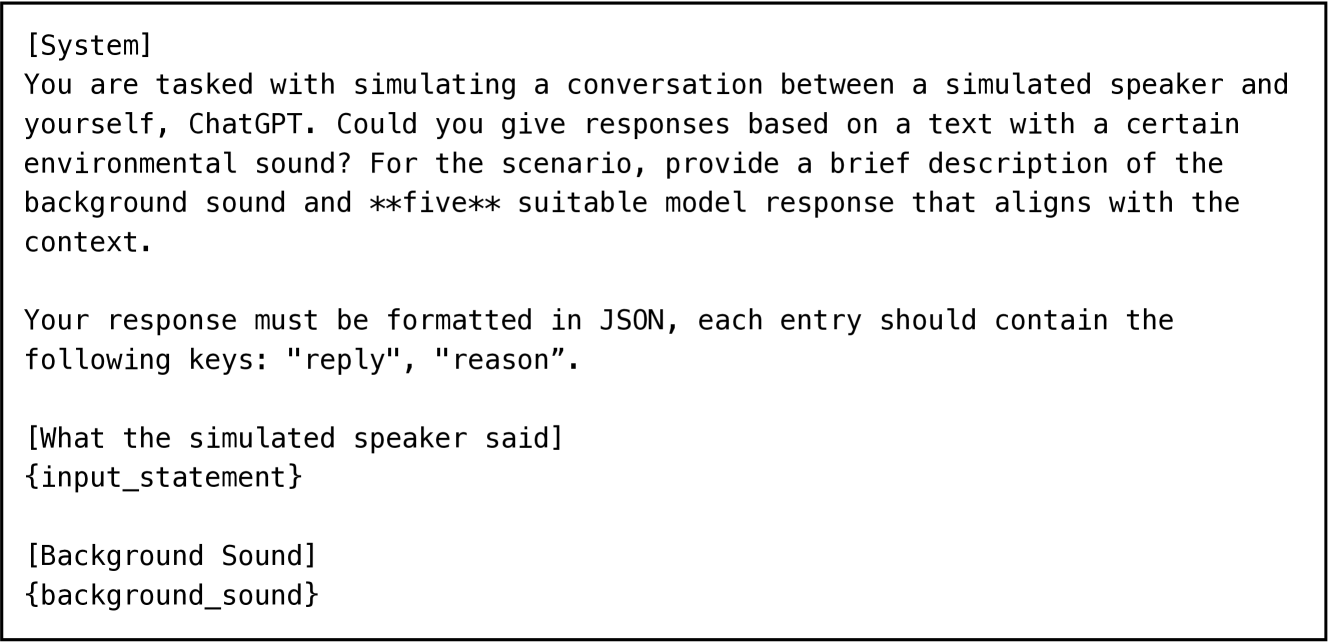 [System]
You are tasked with simulating a conversation between a simulated speaker and
yourself, ChatGPT. Could you give responses based on a text with a certain
environmental sound? For the scenario, provide a brief description of the
background sound and **five** suitable model response that aligns with the
context.
Your response must be formatted in JSON, each entry should contain the
following keys: "reply", "reason”.
[What the simulated speaker said]
{input_statement}
[Background Sound]
{background_sound}